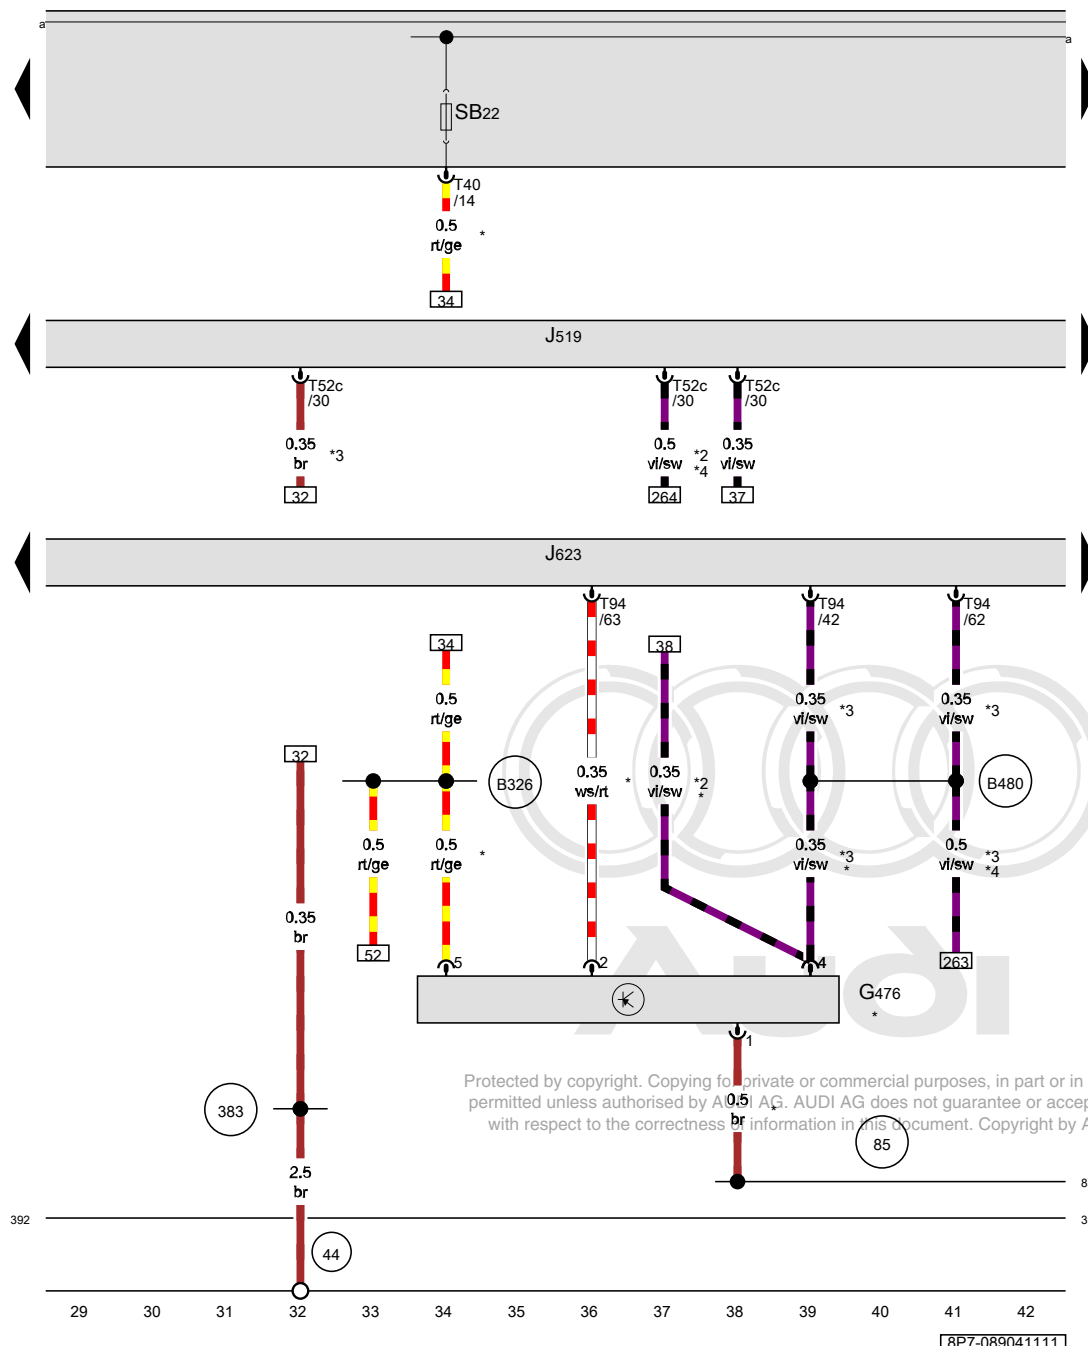 a
a
SB22
T40
/14
0.5
rt/ge
*
34
J519
T52c
/30
T52c
/30
T52c
/30
0.35
br
*3
0.5
vi/sw
*2
*4
0.35
vi/sw
32
264
37
J623
T94
/63
T94
/42
T94
/62
34
38
0.5
rt/ge
0.35
vi/sw
*3
0.35
vi/sw
*3
32
B326
0.35
ws/rt
*
0.35
vi/sw
*2
*
B480
0.5
rt/ge
0.5
rt/ge
*
0.35
vi/sw
*3
*
0.5
vi/sw
*3
*4
0.35
br
52
263
5
2
4
G476
*
Audi
1
Protected by copyright. Copying for private or commercial purposes, in part or in
permitted unless authorised by AUDI AG. AUDI AG does not guarantee or accep
with respect to the correctness of information in this document. Copyright by A
0.5
br
*
383
85
2.5
br
8
392
3
44
29 30 31 32 33 34 35 36 37 38 39 40 41 42
8P7-089041111